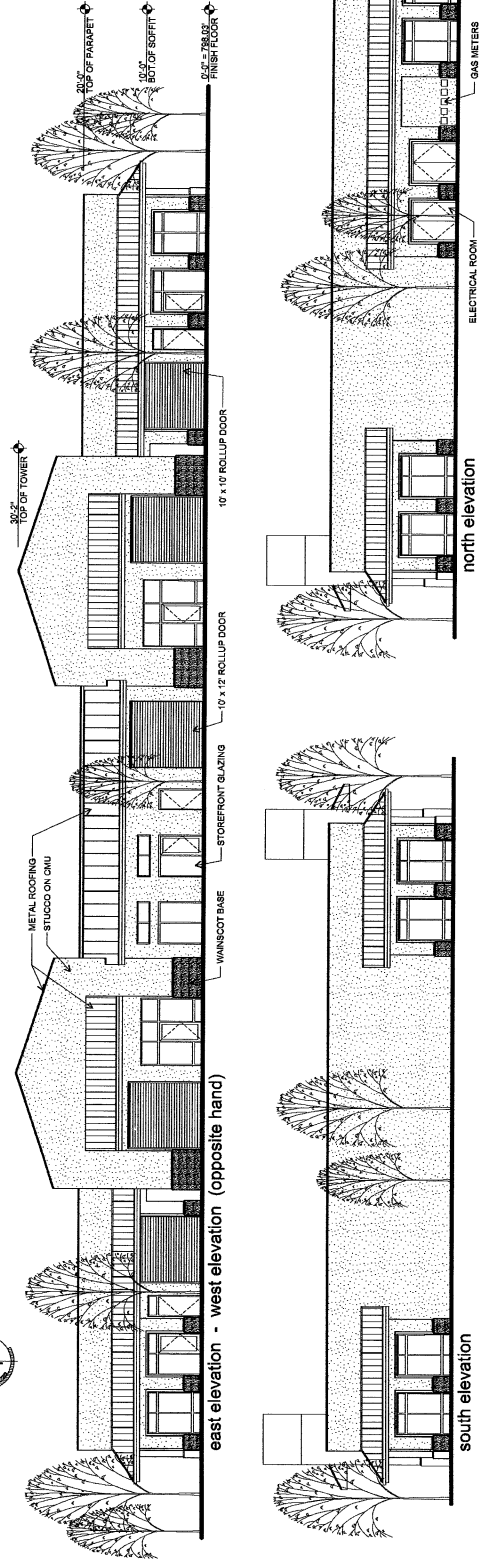 METAL ROOFING
STUCCO ON CMU
30'-2"
TOP OF TOWER
20'-0"
TOP OF PARAPET
10'-0"
BOT.OF SOFFIT
0'-0" = 798.03'
FINISH FLOOR
WAINSCOT BASE
STOREFRONT GLAZING
10' x 12' ROLLUP DOOR
10' x 10' ROLLUP DOOR
east elevation - west elevation (opposite hand)
south elevation
north elevation
ELECTRICAL ROOM
GAS METERS